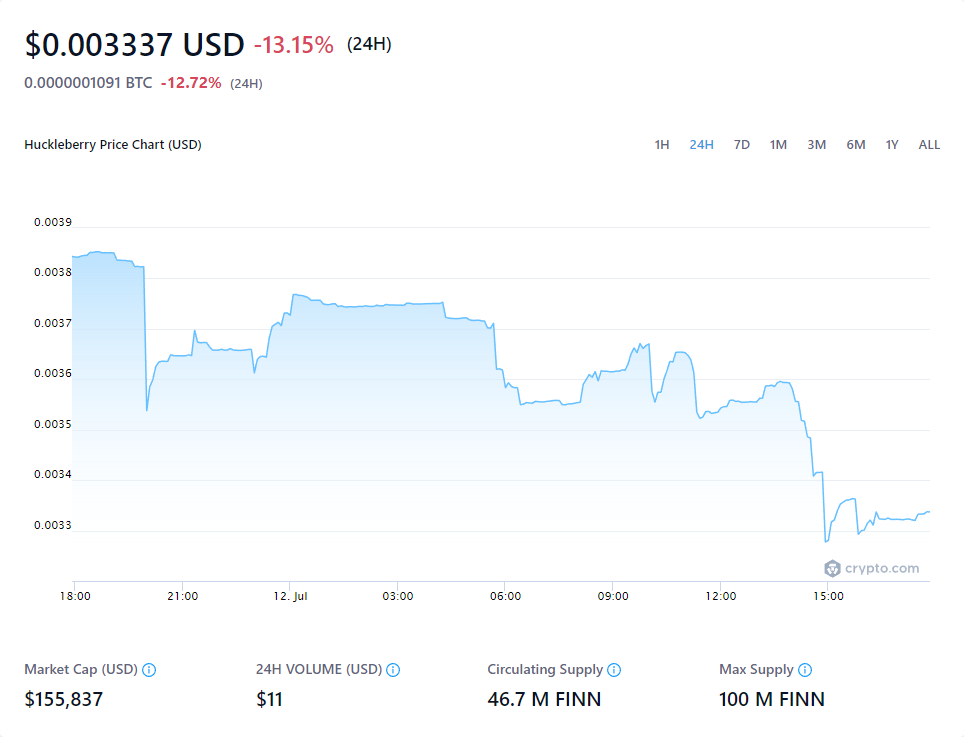 $0.003337 USD -13.15% (24H)
0.0000001091 BTC -12.72% (24H)
Huckleberry Price Chart (USD) 1H 24H 7D 1M 3M 6M 1Y ALL
0.0039
0.0038
0.0037
0.0036
0.0035
0.0034
0.0033
crypto.com
18:00 21:00 12. Jul 03:00 06:00 09:00 12:00 15:00
Market Cap (USD) 24H VOLUME (USD) Circulating Supply Max Supply
$155,837 $11 46.7 M FINN 100 M FINN